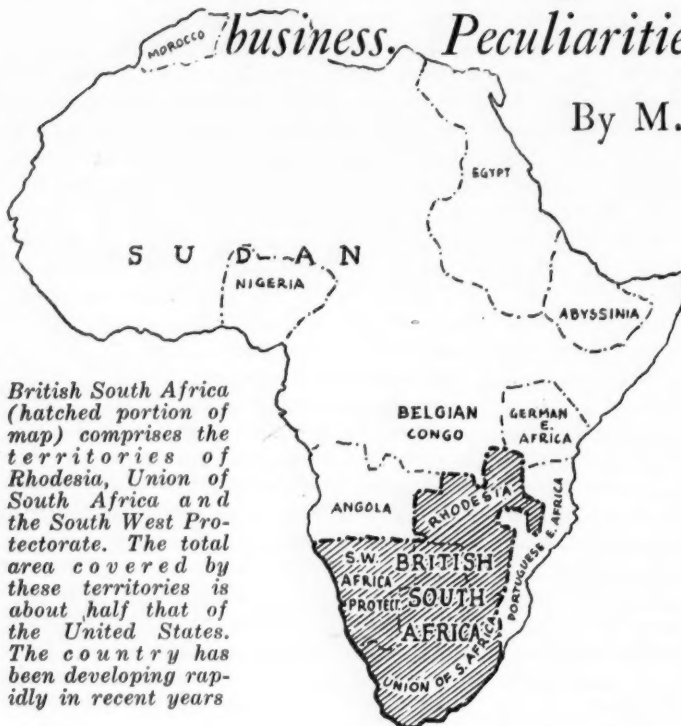 business. Peculiaritie
By M.
MOROCCO
EGYPT
SUDAN
NIGERIA
ABYSSINIA
British South Africa
(hatched portion of
map) comprises the
territories of
Rhodesia, Union of
South Africa and
the South West Pro-
tectorate. The total
area covered by
these territories is
about half that of
the United States.
The country has
been developing rap-
idly in recent years
BELGIAN
CONGO
GERMAN
E.
AFRICA
ANGOLA
RHODESIA
PORTUGUESE E. AFRICA
S.W.
AFRICA
PROTECT.
BRITISH
SOUTH
AFRICA
UNION OF S. AFRICA